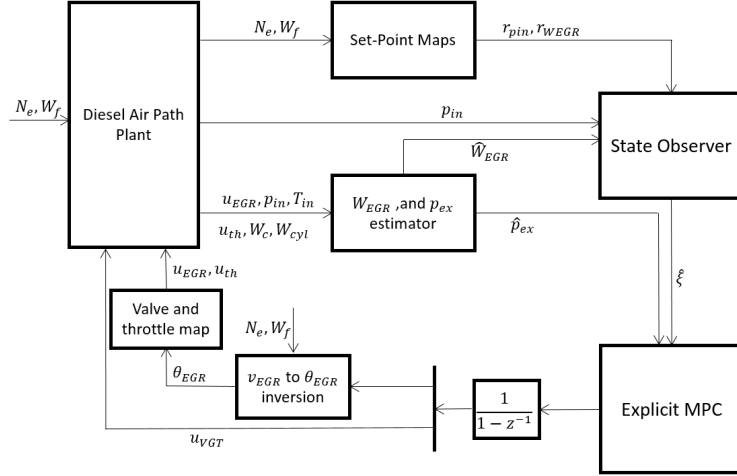 N_e, W_f
Set-Point Maps
r_pin, r_WEGR
N_e, W_f
Diesel Air Path
Plant
p_in
State Observer
Ŵ_EGR
u_EGR, p_in, T_in
u_th, W_c, W_cyl
W_EGR ,and p_ex
estimator
p̂_ex
u_EGR, u_th
ξ̂
Valve and
throttle map
N_e, W_f
θ_EGR
v_EGR to θ_EGR
inversion
1
1 − z^−1
Explicit MPC
u_VGT